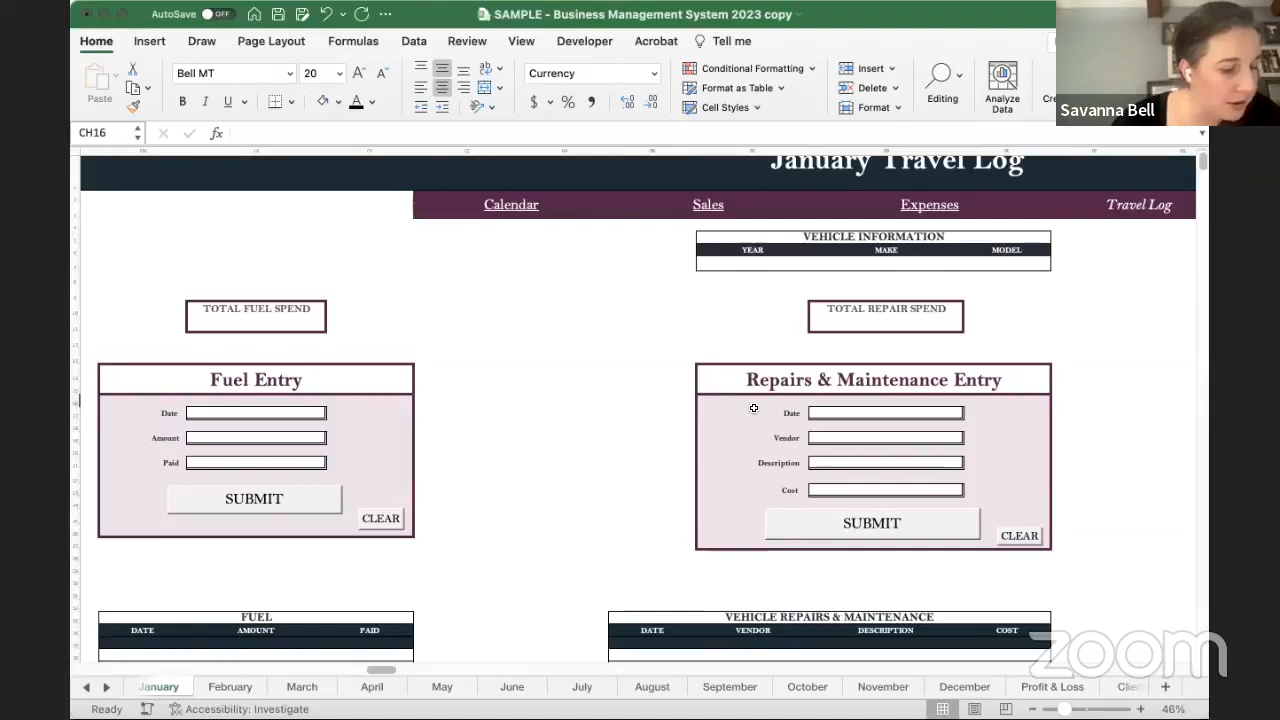 AutoSave OFF
SAMPLE - Business Management System 2023 copy
Home Insert Draw Page Layout Formulas Data Review View Developer Acrobat Tell me
Paste
Bell MT 20
B I U
Currency
$ %
Conditional Formatting
Format as Table
Cell Styles
Insert
Delete
Format
Editing
Analyze
Data
Savanna Bell
CH16
fx
January Travel Log
Calendar Sales Expenses Travel Log
VEHICLE INFORMATION
YEAR MAKE MODEL
TOTAL FUEL SPEND
TOTAL REPAIR SPEND
Fuel Entry
Date
Amount
Paid
SUBMIT
CLEAR
Repairs & Maintenance Entry
Date
Vendor
Description
Cost
SUBMIT
CLEAR
FUEL
DATE AMOUNT PAID
VEHICLE REPAIRS & MAINTENANCE
DATE VENDOR DESCRIPTION COST
zoom
January February March April May June July August September October November December Profit & Loss
Ready Accessibility: Investigate 46%